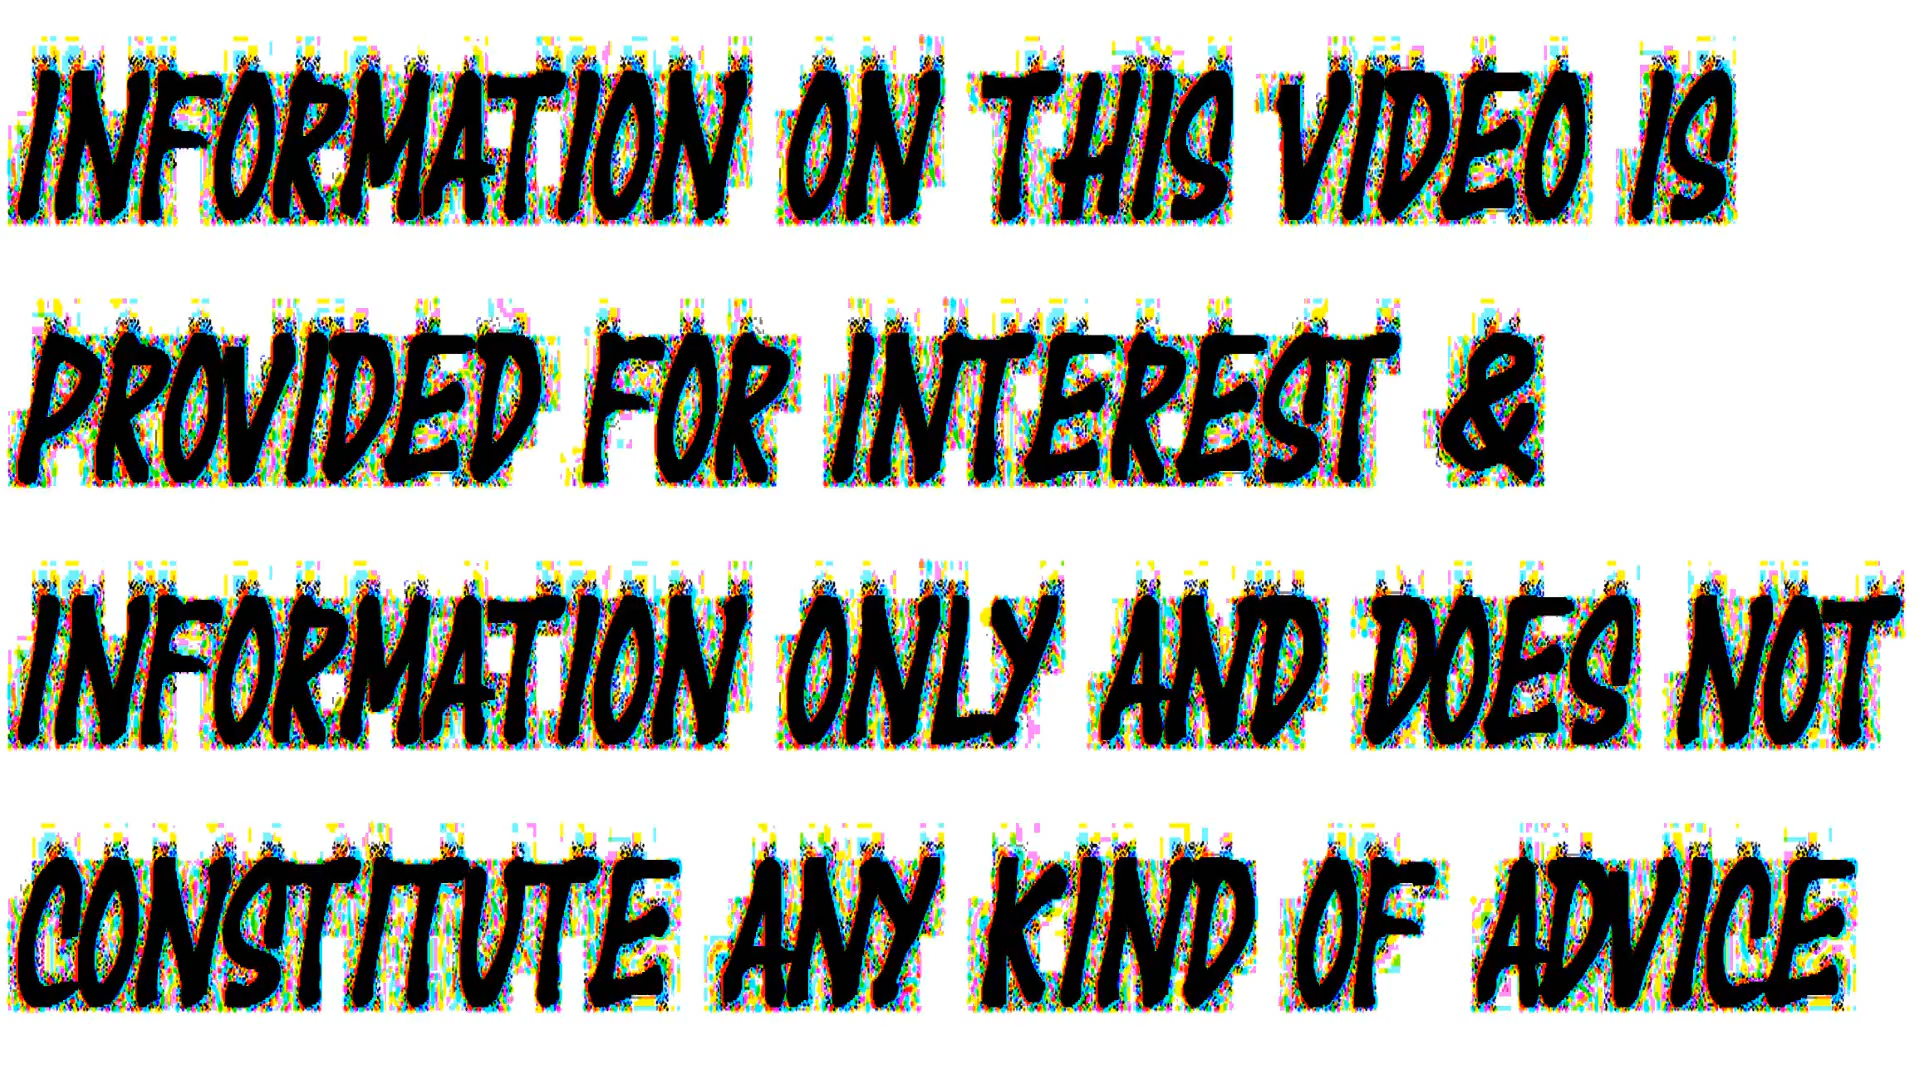 INFORMATION ON THIS VIDEO IS
PROVIDED FOR INTEREST &
INFORMATION ONLY AND DOES NOT
CONSTITUTE ANY KIND OF ADVICE